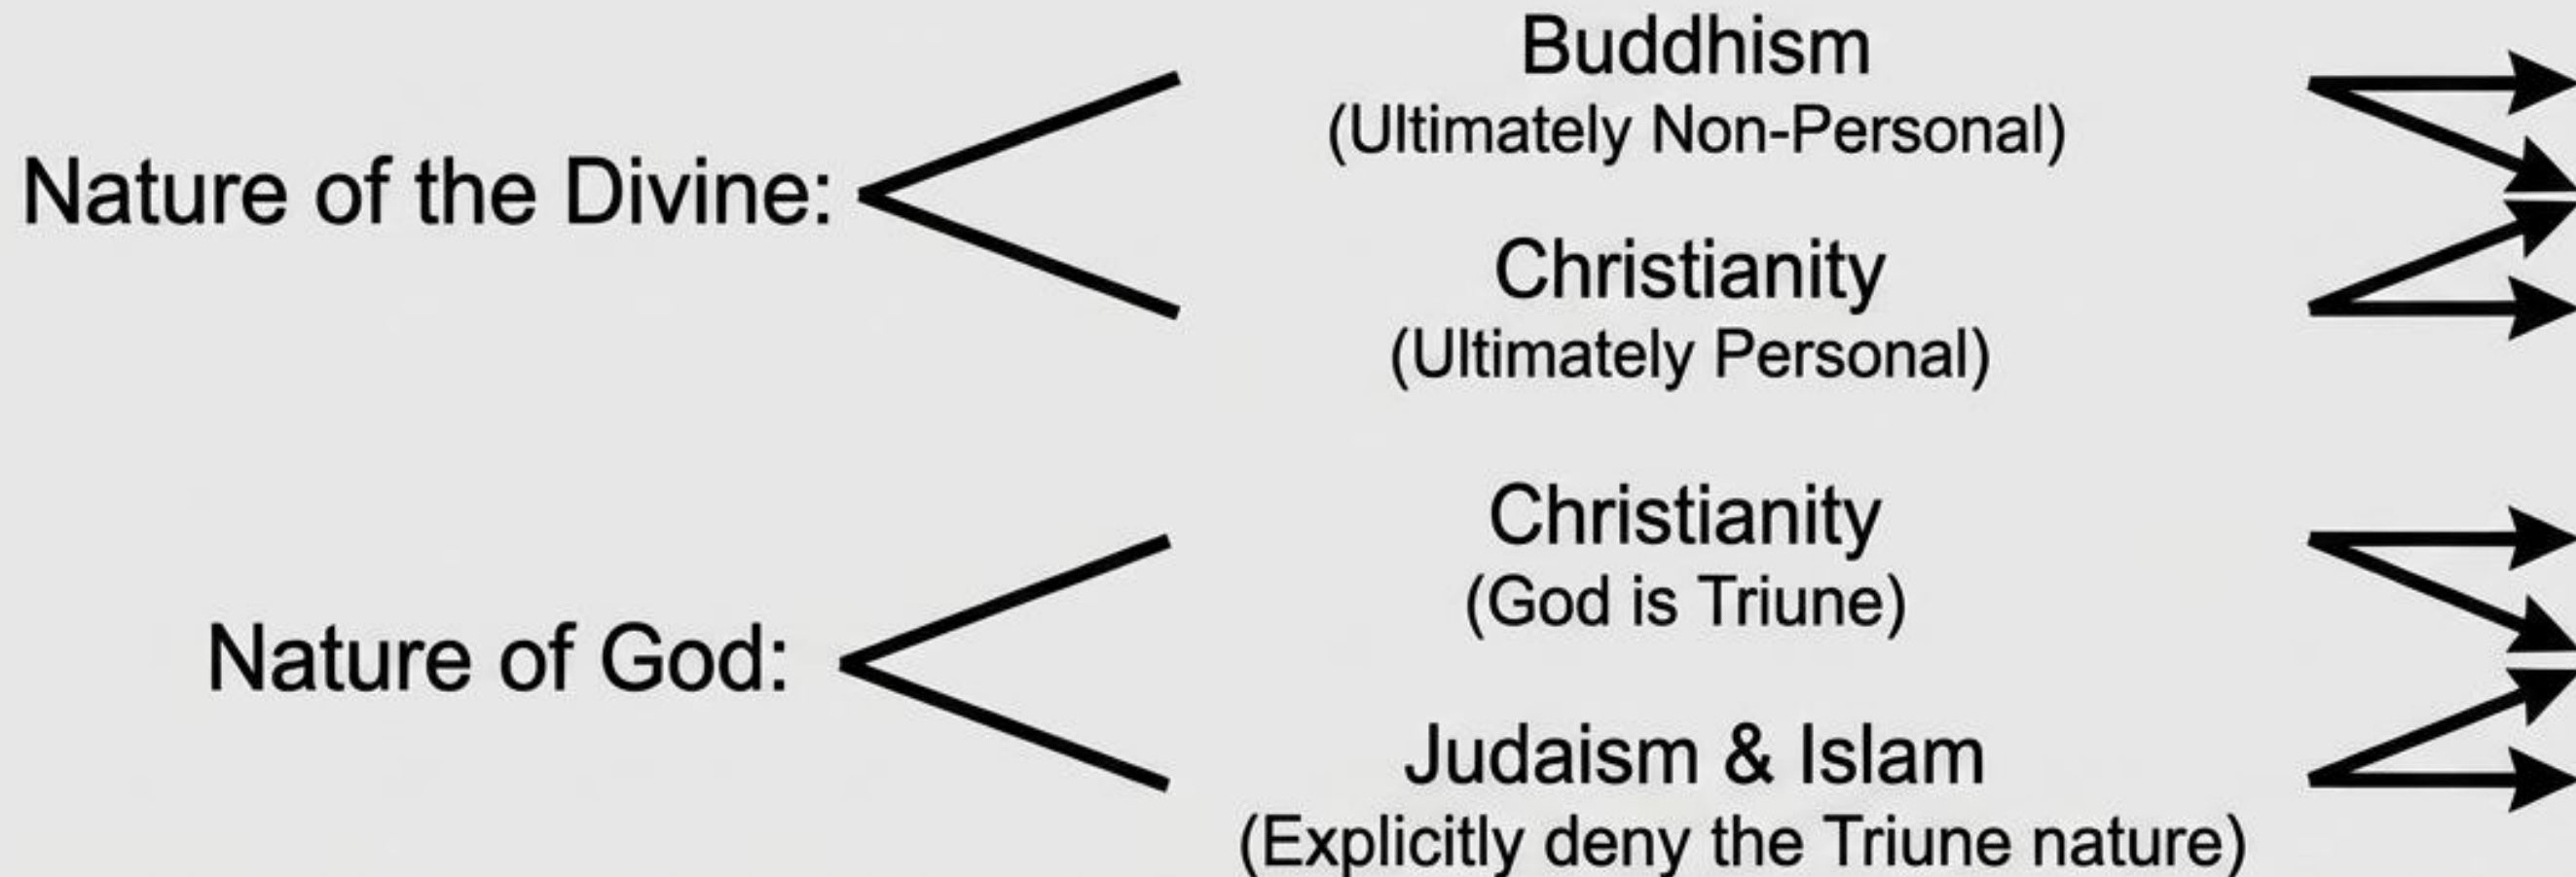 Nature of the Divine:
Buddhism
(Ultimately Non-Personal)
Christianity
(Ultimately Personal)
Nature of God:
Christianity
(God is Triune)
Judaism & Islam
(Explicitly deny the Triune nature)